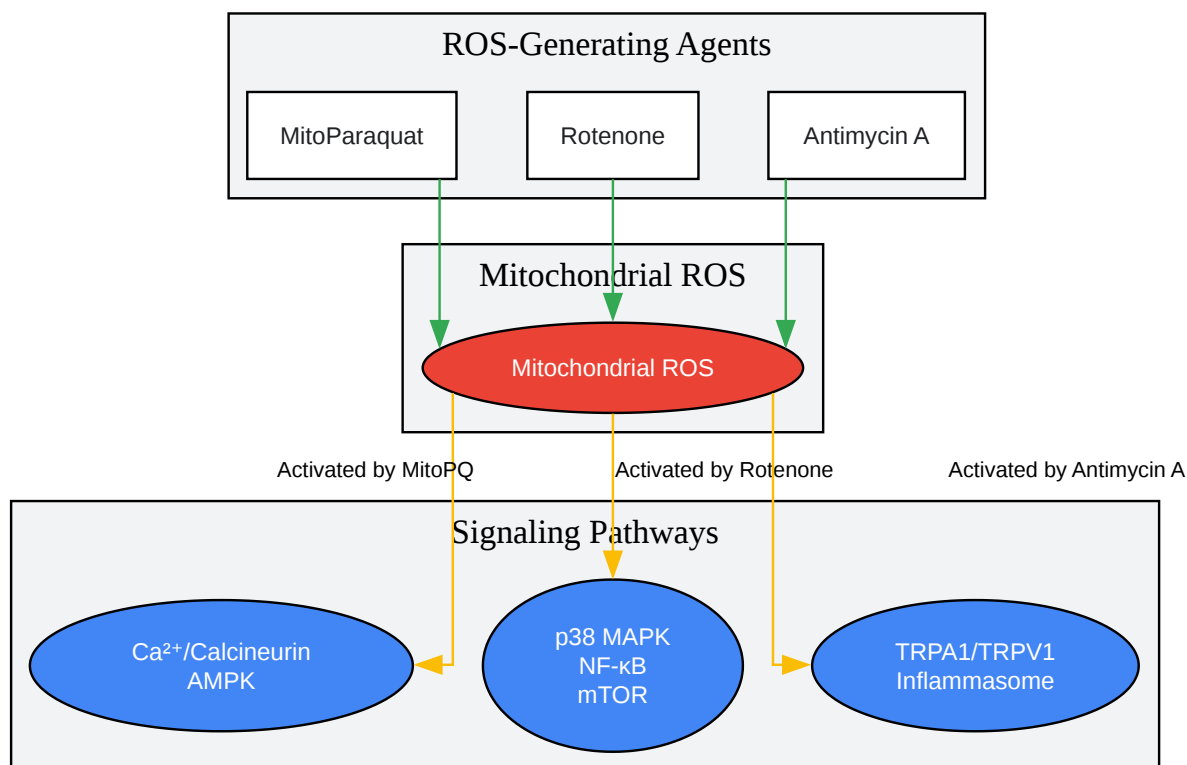 ROS-Generating Agents
MitoParaquat
Rotenone
Antimycin A
Mitochondrial ROS
Mitochondrial ROS
Activated by MitoPQ
Activated by Rotenone
Activated by Antimycin A
Signaling Pathways
Ca²⁺/Calcineurin
AMPK
p38 MAPK
NF-κB
mTOR
TRPA1/TRPV1
Inflammasome